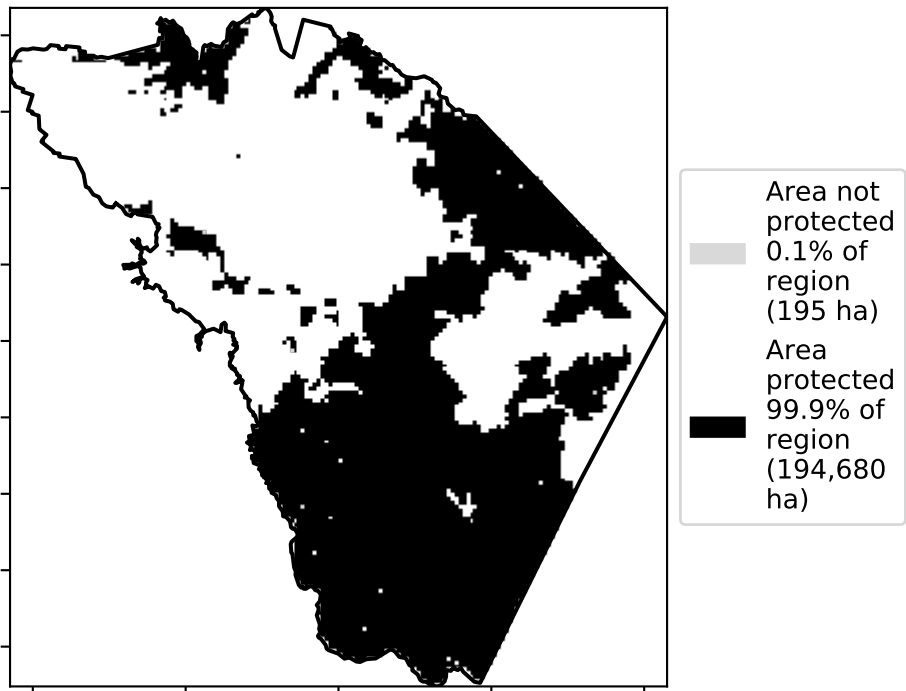 Area not
protected
0.1% of
region
(195 ha)
Area
protected
99.9% of
region
(194,680
ha)